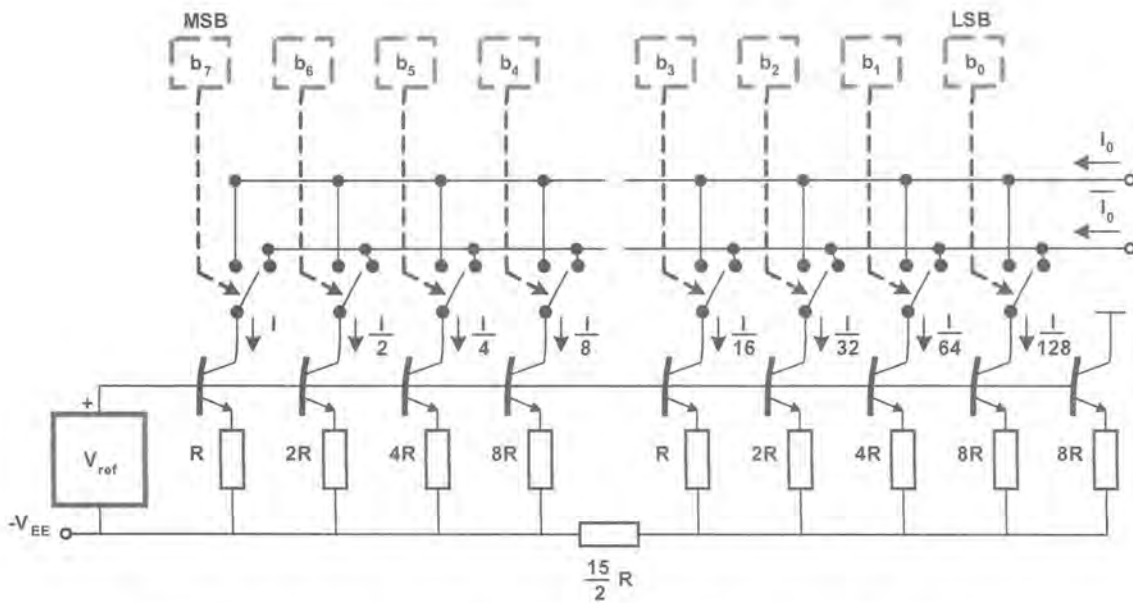 MSB LSB
b7 b6 b5 b4 b3 b2 b1 b0
I0
I0
I I/2 I/4 I/8 I/16 I/32 I/64 I/128
+
Vref R 2R 4R 8R R 2R 4R 8R 8R
-VEE
15/2 R